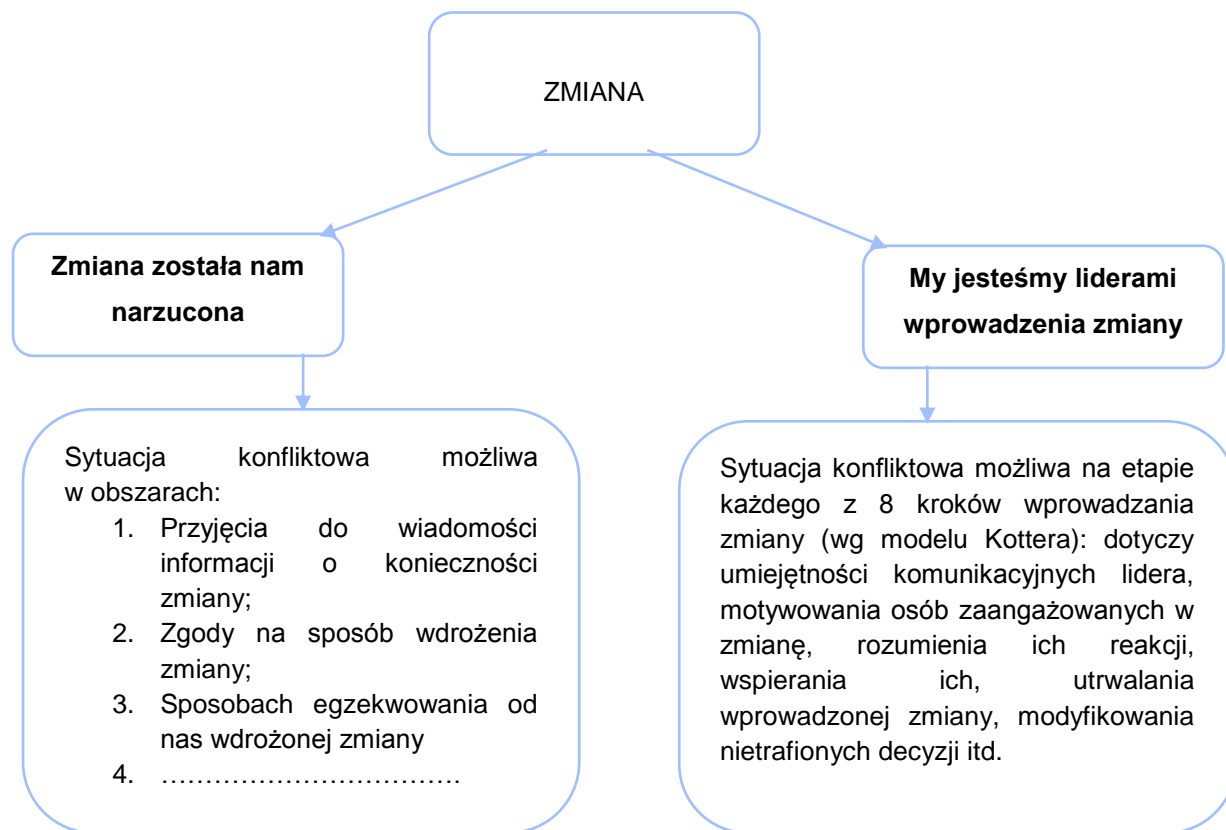 ZMIANA
Zmiana została nam
narzucona
My jesteśmy liderami
wprowadzenia zmiany
Sytuacja konfliktowa możliwa
w obszarach:
1. Przyjęcia do wiadomości
informacji o konieczności
zmiany;
2. Zgody na sposób wdrożenia
zmiany;
3. Sposobach egzekwowania od
nas wdrożonej zmiany
4. ……………………………….
Sytuacja konfliktowa możliwa na etapie
każdego z 8 kroków wprowadzania
zmiany (wg modelu Kottera): dotyczy
umiejętności komunikacyjnych lidera,
motywowania osób zaangażowanych w
zmianę, rozumienia ich reakcji,
wspierania ich, utrwalania
wprowadzonej zmiany, modyfikowania
nietrafionych decyzji itd.